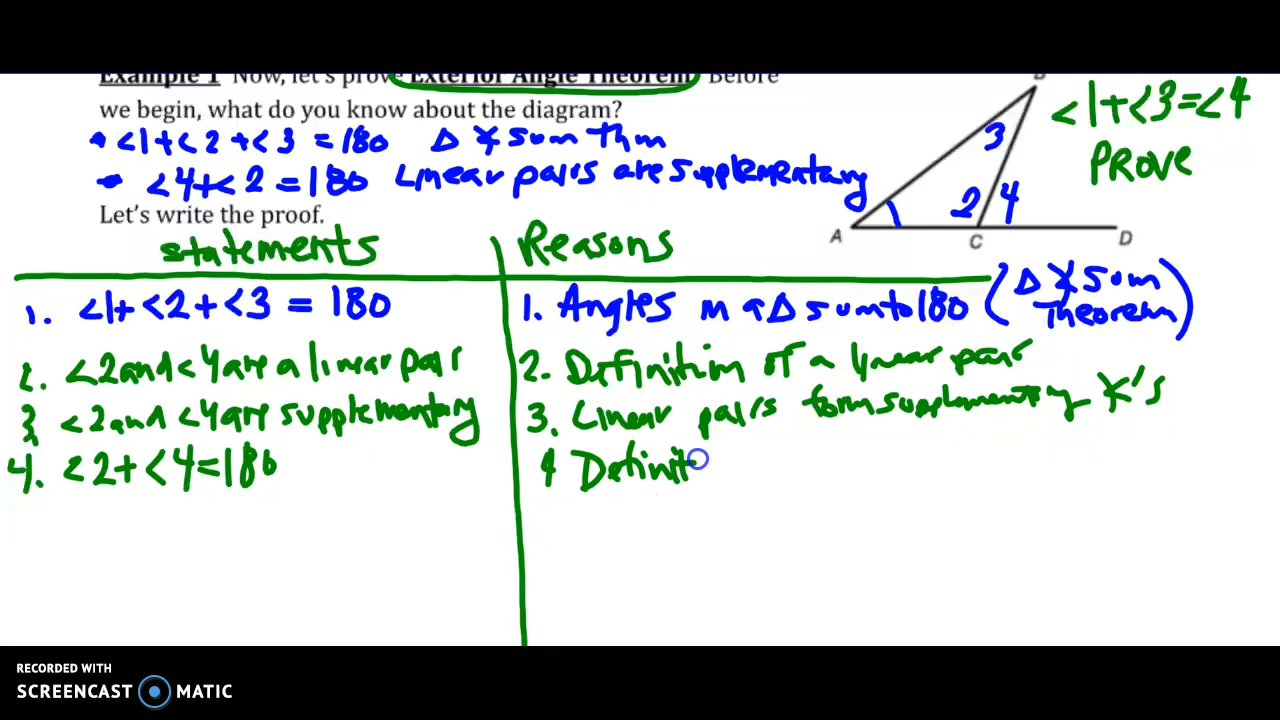 Example 1 Now, let's prove Exterior Angle Theorem. Before
we begin, what do you know about the diagram?
<1+<2+<3=180 Δ ∡ Sum thm
<4+<2=180 Linear pairs are supplementary
Let's write the proof.
B
3
2 4
A C D
<1+<3=<4
PROVE
statements Reasons
1. <1+<2+<3=180 1. Angles in a Δ sum to 180 (Δ ∡ Sum
Theorem)
2. <2 and <4 are a linear pair 2. Definition of a linear pair
3. <2 and <4 are supplementary 3. Linear pairs form supplementary ∡'s
4. <2+<4=180 4 Definit
RECORDED WITH
SCREENCAST MATIC